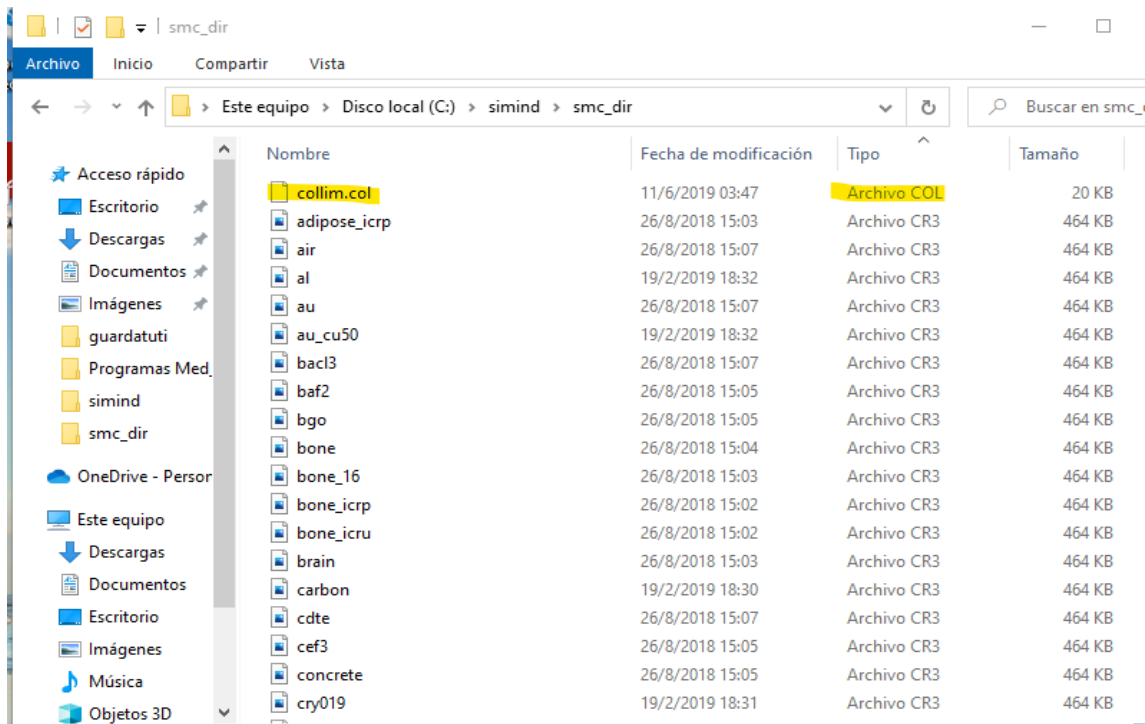 smc_dir
Archivo Inicio Compartir Vista
Este equipo > Disco local (C:) > simind > smc_dir
Buscar en smc_
Acceso rápido
Escritorio
Descargas
Documentos
Imágenes
guardatuti
Programas Med_
simind
smc_dir
OneDrive - Person
Este equipo
Descargas
Documentos
Escritorio
Imágenes
Música
Objetos 3D
Nombre Fecha de modificación Tipo Tamaño
collim.col 11/6/2019 03:47 Archivo COL 20 KB
adipose_icrp 26/8/2018 15:03 Archivo CR3 464 KB
air 26/8/2018 15:07 Archivo CR3 464 KB
al 19/2/2019 18:32 Archivo CR3 464 KB
au 26/8/2018 15:07 Archivo CR3 464 KB
au_cu50 19/2/2019 18:32 Archivo CR3 464 KB
bacl3 26/8/2018 15:07 Archivo CR3 464 KB
baf2 26/8/2018 15:05 Archivo CR3 464 KB
bgo 26/8/2018 15:05 Archivo CR3 464 KB
bone 26/8/2018 15:04 Archivo CR3 464 KB
bone_16 26/8/2018 15:03 Archivo CR3 464 KB
bone_icrp 26/8/2018 15:02 Archivo CR3 464 KB
bone_icru 26/8/2018 15:02 Archivo CR3 464 KB
brain 26/8/2018 15:03 Archivo CR3 464 KB
carbon 19/2/2019 18:30 Archivo CR3 464 KB
cdte 26/8/2018 15:07 Archivo CR3 464 KB
cef3 26/8/2018 15:05 Archivo CR3 464 KB
concrete 26/8/2018 15:05 Archivo CR3 464 KB
cry019 19/2/2019 18:31 Archivo CR3 464 KB